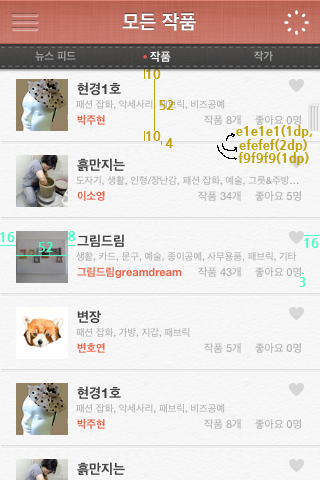 모든 작품
뉴스 피드
작품
작가
10
현경1호
52
패션 잡화, 악세사리, 패브릭, 비즈공예
박주현
작품 8개
좋아요 0명
10
4
e1e1e1(1dp,
efefef(2dp)
f9f9f9(1dp)
흙만지는
도자기, 생활, 인형/장난감, 패션 잡화, 예술, 그릇&주방…
이소영
작품 34개
좋아요 5명
16
52
8
그림드림
16
생활, 카드, 문구, 예술, 종이공예, 사무용품, 패브릭, 기타
그림드림greamdream
작품 43개
좋아요 0명
3
변장
패션 잡화, 가방, 지갑, 패브릭
변호연
작품 5개
좋아요 0명
현경1호
패션 잡화, 악세사리, 패브릭, 비즈공예
박주현
작품 8개
좋아요 0명
흙만지는